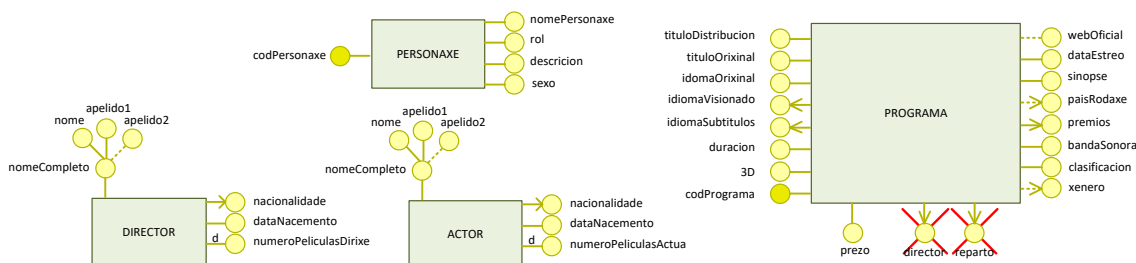 nomePersonaxe
rol
codPersonaxe
PERSONAXE
descricion
sexo
apelido1
nome
apelido2
nomeCompleto
DIRECTOR
nacionalidade
dataNacemento
d
numeroPeliculasDirixe
apelido1
nome
apelido2
nomeCompleto
ACTOR
nacionalidade
dataNacemento
d
numeroPeliculasActua
tituloDistribucion
tituloOrixinal
idomaOrixinal
idiomaVisionado
idiomaSubtitulos
duracion
3D
codPrograma
PROGRAMA
webOficial
dataEstreo
sinopse
paisRodaxe
premios
bandaSonora
clasificacion
xenero
prezo
director
reparto